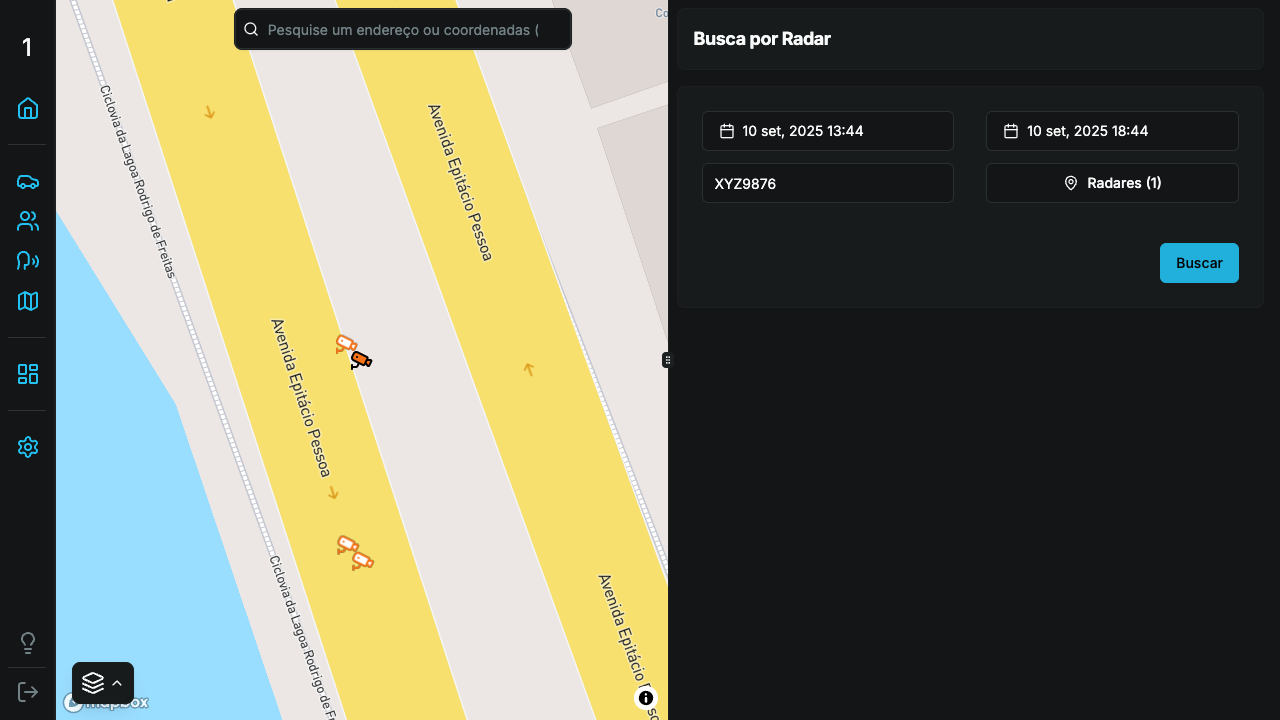 1
Pesquise um endereço ou coordenadas (
Co
Ciclovia da Lagoa Rodrigo de Freitas
Avenida Epitácio Pessoa
Avenida Epitácio Pessoa
Ciclovia da Lagoa Rodrigo de Fr
Avenida Epitácio Pesso
mapbox
Busca por Radar
10 set, 2025 13:44
10 set, 2025 18:44
XYZ9876
Radares (1)
Buscar